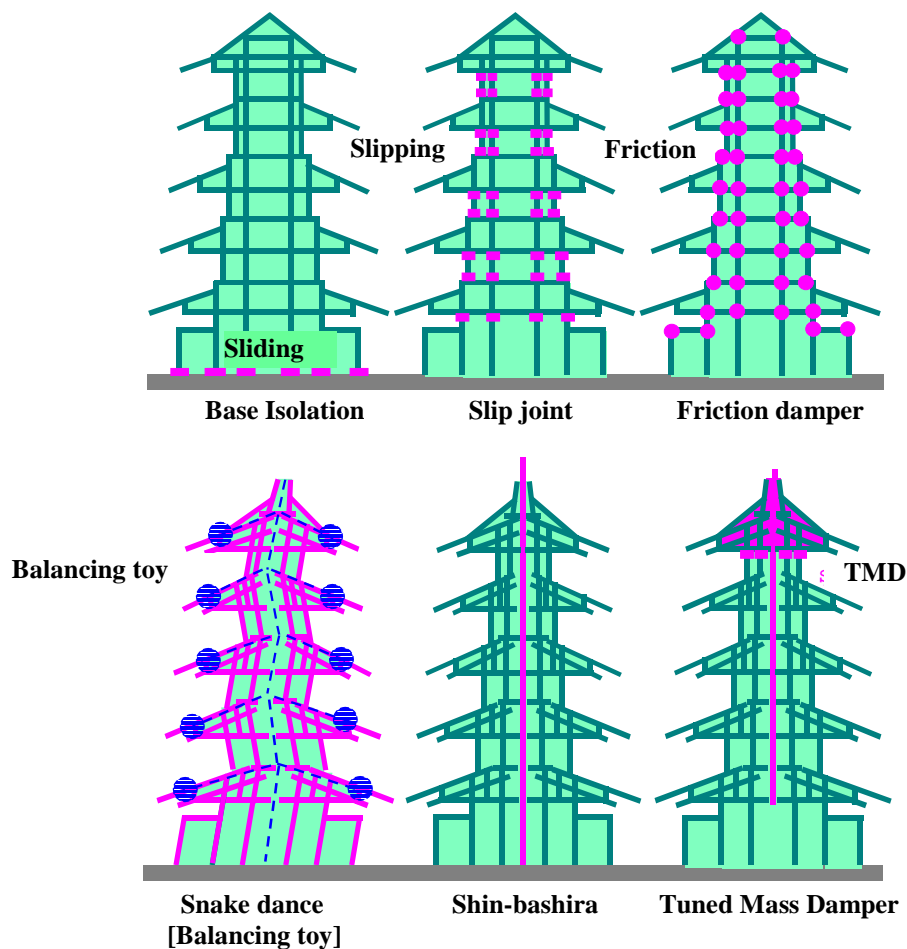 Slipping
Friction
Sliding
Base Isolation
Slip joint
Friction damper
Balancing toy
TMD
Snake dance
[Balancing toy]
Shin-bashira
Tuned Mass Damper